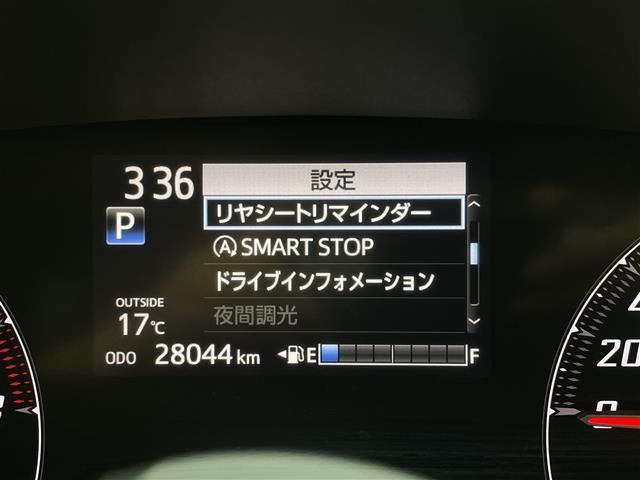 3 36
設定
P
リヤシートリマインダー
A SMART STOP
ドライブインフォメーション
夜間調光
OUTSIDE
17℃
ODO 28044 km
E F
20
0